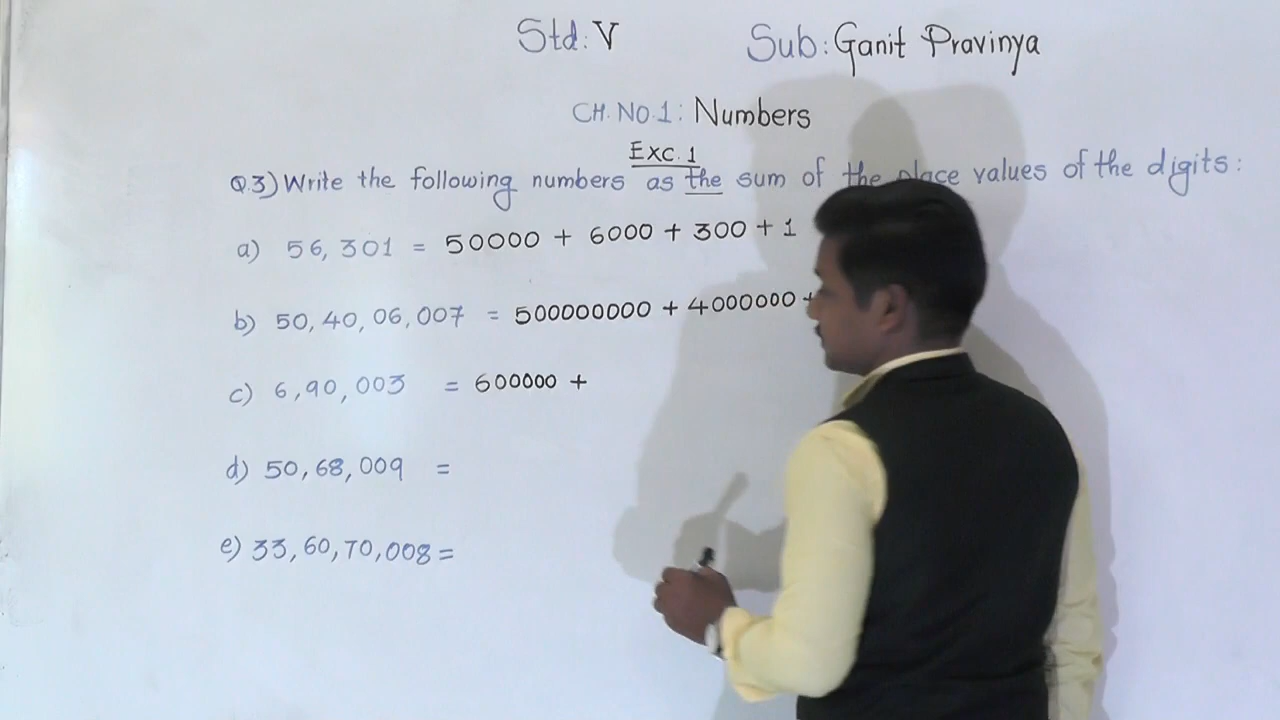 Std: V Sub: Ganit Pravinya
CH. NO. 1: Numbers
Exc. 1
Q.3) Write the following numbers as the sum of the place values of the digits:
a) 56, 301 = 50000 + 6000 + 300 + 1
b) 50, 40, 06, 007 = 500000000 + 4000000 +
c) 6, 90, 003 = 600000 +
d) 50, 68, 009 =
e) 33, 60, 70, 008 =